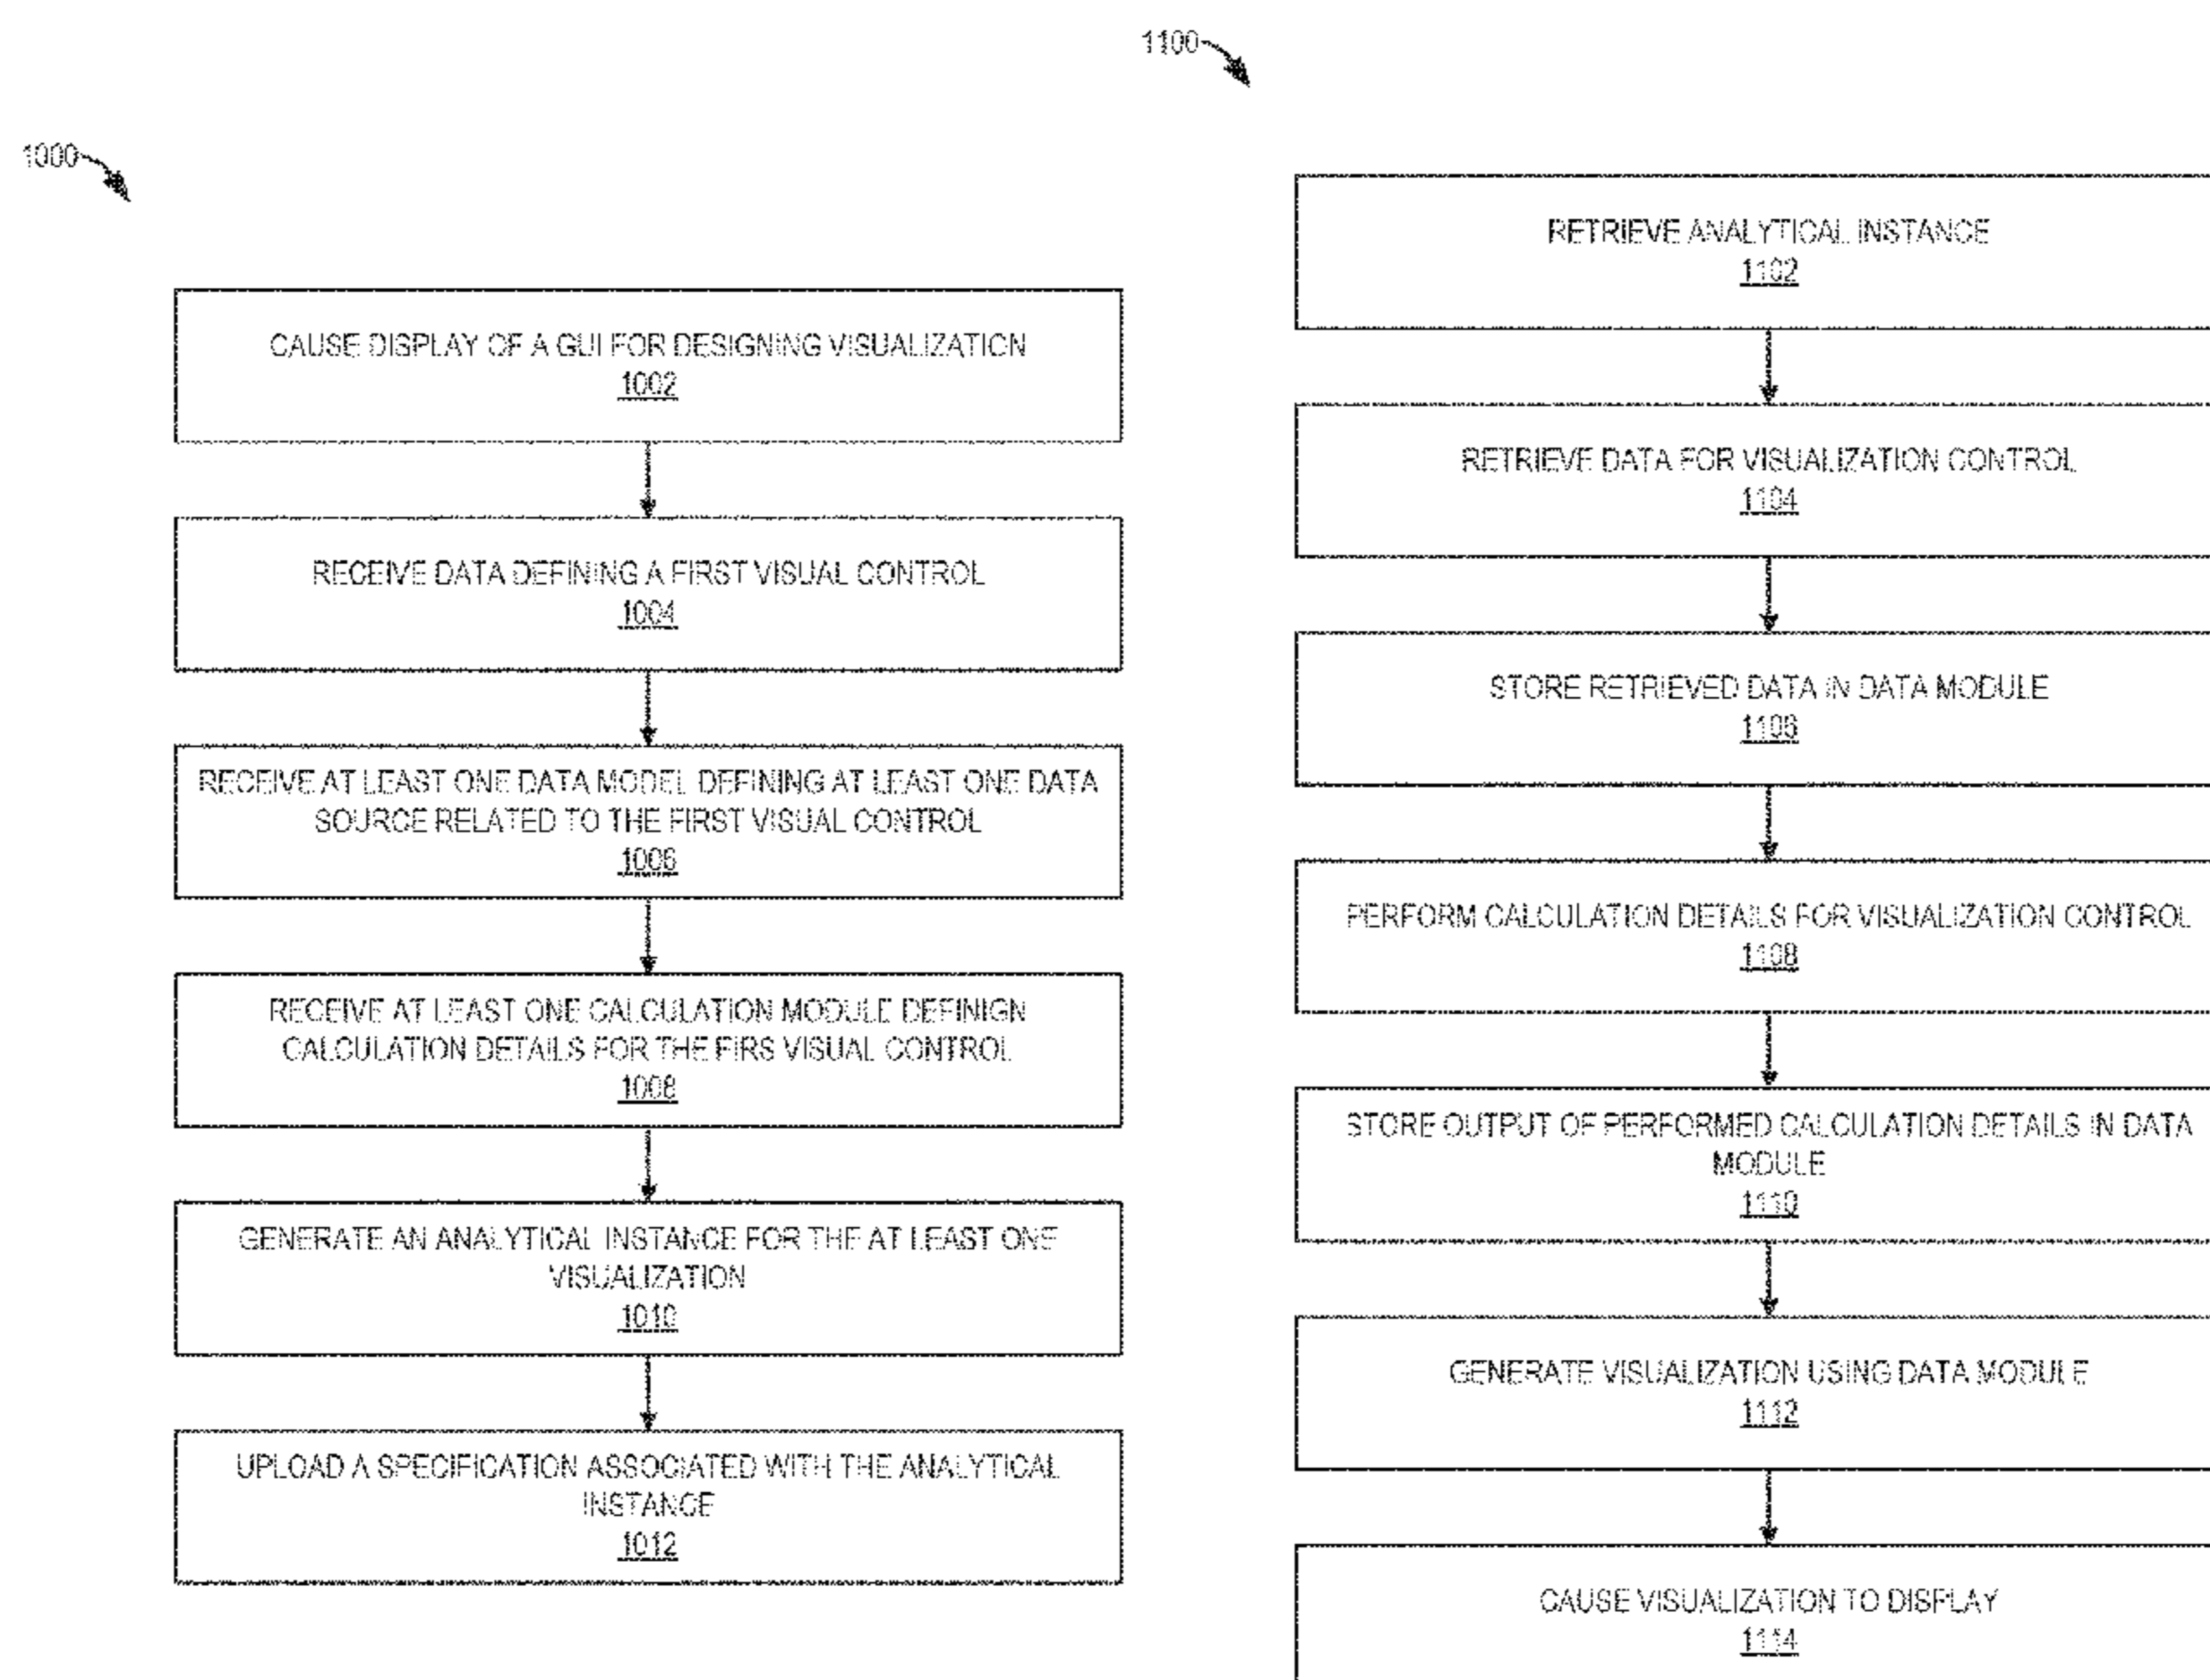 1000
CAUSE DISPLAY OF A GUI FOR DESIGNING VISUALIZATION
1002
RECEIVE DATA DEFINING A FIRST VISUAL CONTROL
1004
RECEIVE AT LEAST ONE DATA MODEL DEFINING AT LEAST ONE DATA
SOURCE RELATED TO THE FIRST VISUAL CONTROL
1006
RECEIVE AT LEAST ONE CALCULATION MODULE DEFINIGN
CALCULATION DETAILS FOR THE FIRS VISUAL CONTROL
1008
GENERATE AN ANALYTICAL INSTANCE FOR THE AT LEAST ONE
VISUALIZATION
1010
UPLOAD A SPECIFICATION ASSOCIATED WITH THE ANALYTICAL
INSTANCE
1012
1100
RETRIEVE ANALYTICAL INSTANCE
1102
RETRIEVE DATA FOR VISUALIZATION CONTROL
1104
STORE RETRIEVED DATA IN DATA MODULE
1106
PERFORM CALCULATION DETAILS FOR VISUALIZATION CONTROL
1108
STORE OUTPUT OF PERFORMED CALCULATION DETAILS IN DATA
MODULE
1110
GENERATE VISUALIZATION USING DATA MODULE
1112
CAUSE VISUALIZATION TO DISPLAY
1114